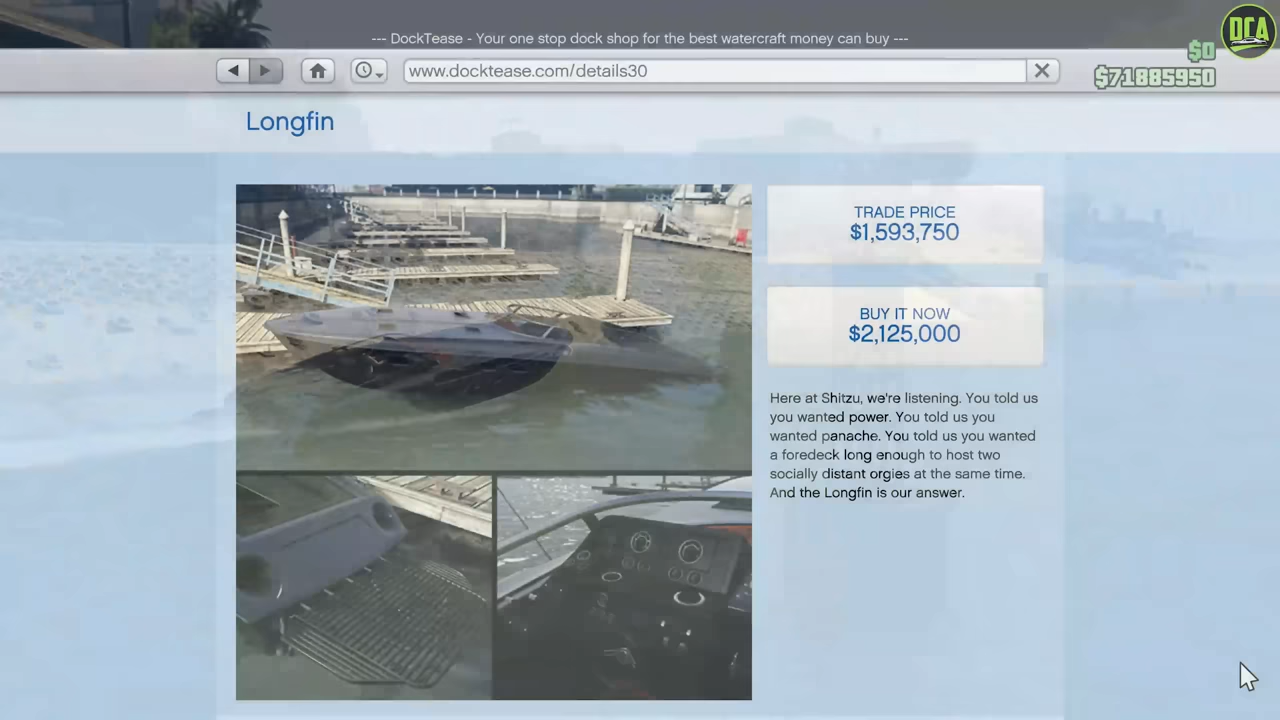 --- DockTease - Your one stop dock shop for the best watercraft money can buy ---
DCA
$0
www.docktease.com/details30
$71885950
Longfin
TRADE PRICE
$1,593,750
BUY IT NOW
$2,125,000
Here at Shitzu, we're listening. You told us
you wanted power. You told us you
wanted panache. You told us you wanted
a foredeck long enough to host two
socially distant orgies at the same time.
And the Longfin is our answer.